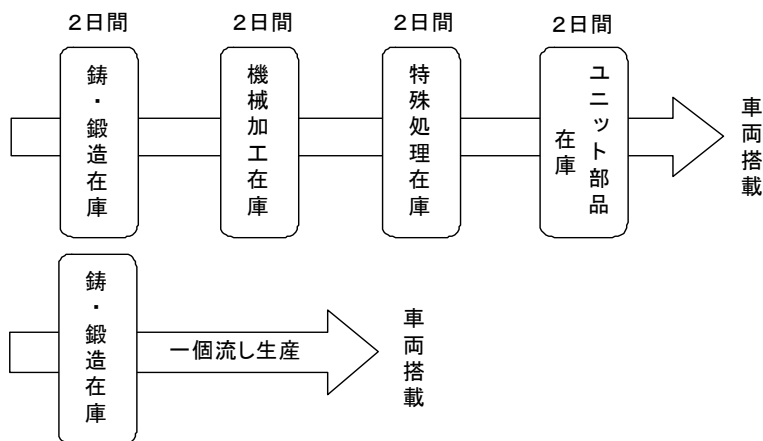 2日間
2日間
2日間
2日間
鋳・鍛造在庫
機械加工在庫
特殊処理在庫
ユニット部品
在庫
車両搭載
鋳・鍛造在庫
一個流し生産
車両搭載